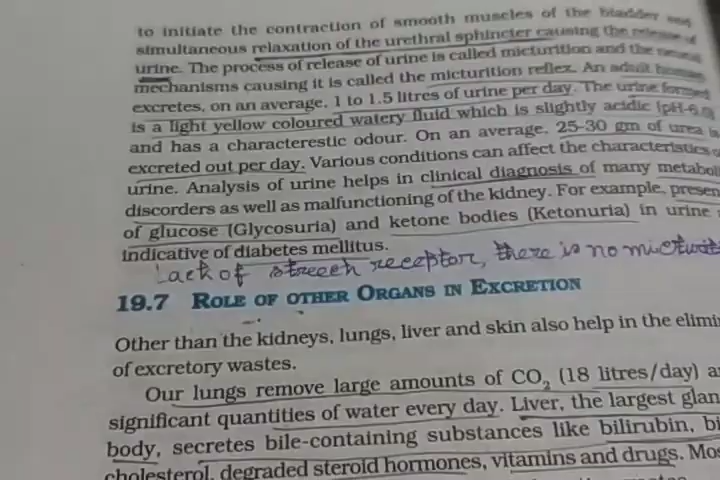 to initiate the contraction of smooth muscles of the bladder and
simultaneous relaxation of the urethral sphincter causing the release of
urine. The process of release of urine is called micturition and the neural
mechanisms causing it is called the micturition reflex. An adult human
excretes, on an average, 1 to 1.5 litres of urine per day. The urine formed
is a light yellow coloured watery fluid which is slightly acidic (pH-6.0)
and has a characterestic odour. On an average, 25-30 gm of urea is
excreted out per day. Various conditions can affect the characteristics
urine. Analysis of urine helps in clinical diagnosis of many metabol
discorders as well as malfunctioning of the kidney. For example, presen
of glucose (Glycosuria) and ketone bodies (Ketonuria) in urine
indicative of diabetes mellitus.
Lack of streech receptor, there is no mictu
19.7 ROLE OF OTHER ORGANS IN EXCRETION
Other than the kidneys, lungs, liver and skin also help in the elimi
of excretory wastes.
Our lungs remove large amounts of CO₂ (18 litres/day) a
significant quantities of water every day. Liver, the largest glan
body, secretes bile-containing substances like bilirubin, bi
cholesterol, degraded steroid hormones, vitamins and drugs. Mos